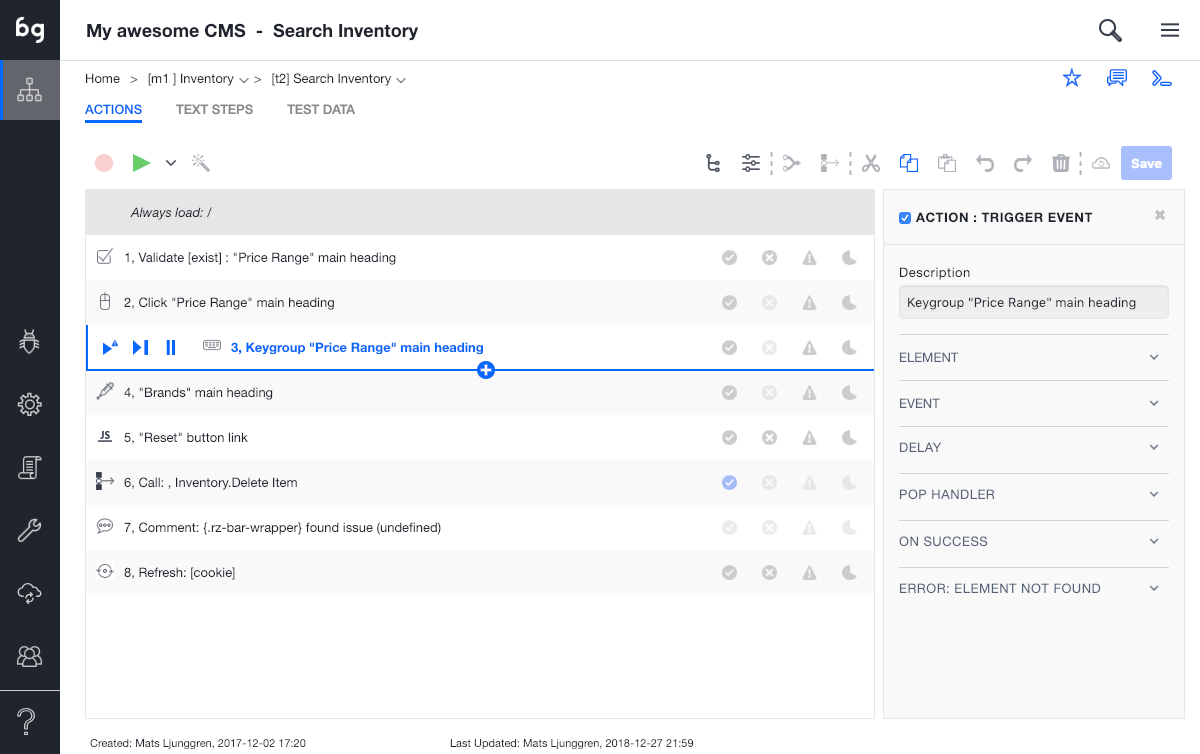 bg
My awesome CMS - Search Inventory
Home > [m1 ] Inventory > [t2] Search Inventory
ACTIONS TEXT STEPS TEST DATA
Save
Always load: /
1, Validate [exist] : "Price Range" main heading
2, Click "Price Range" main heading
3, Keygroup "Price Range" main heading
4, "Brands" main heading
JS 5, "Reset" button link
6, Call: , Inventory.Delete Item
7, Comment: {.rz-bar-wrapper} found issue (undefined)
8, Refresh: [cookie]
ACTION : TRIGGER EVENT
Description
Keygroup "Price Range" main heading
ELEMENT
EVENT
DELAY
POP HANDLER
ON SUCCESS
ERROR: ELEMENT NOT FOUND
Created: Mats Ljunggren, 2017-12-02 17:20
Last Updated: Mats Ljunggren, 2018-12-27 21:59